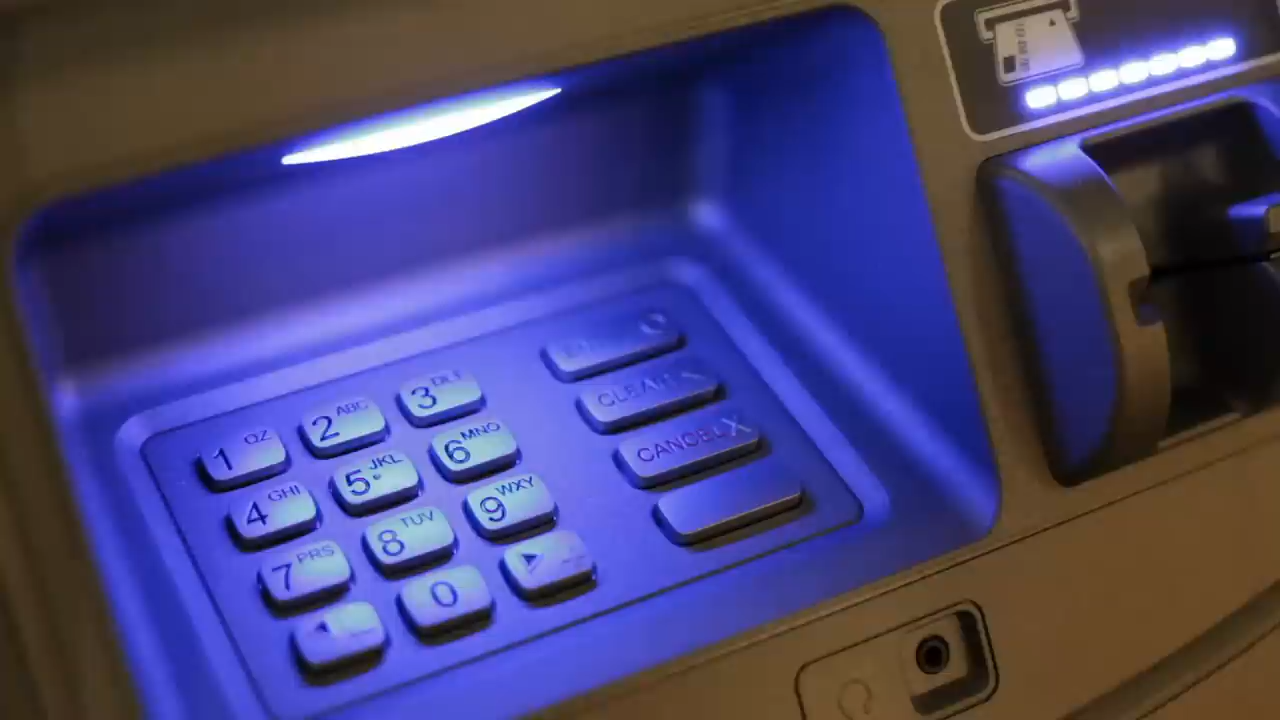 1 QZ
2 ABC
3 DEF
4 GHI
5 JKL
6 MNO
7 PRS
8 TUV
9 WXY
0
CLEAR
CANCEL X